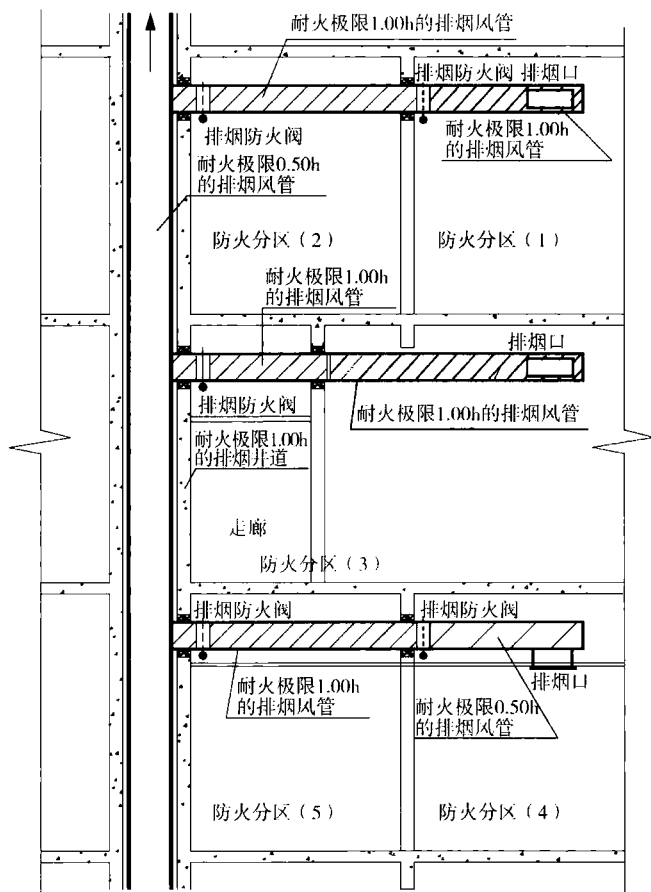 耐火极限1.00h的排烟风管
排烟防火阀 排烟口
排烟防火阀
耐火极限1.00h
的排烟风管
耐火极限0.50h
的排烟风管
防火分区（2）
防火分区（1）
耐火极限1.00h
的排烟风管
排烟口
排烟防火阀
耐火极限1.00h的排烟风管
耐火极限1.00h
的排烟井道
走廊
防火分区（3）
排烟防火阀
排烟防火阀
排烟口
耐火极限1.00h
的排烟风管
耐火极限0.50h
的排烟风管
防火分区（5）
防火分区（4）